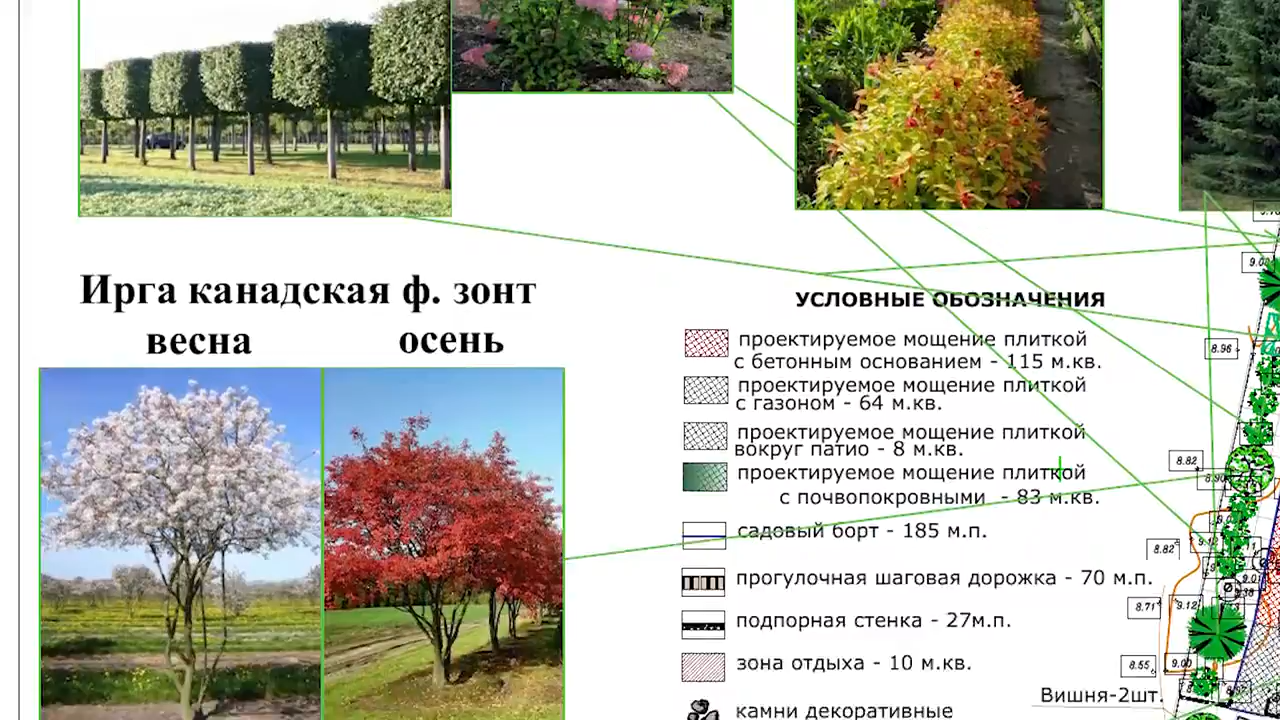 Ирга канадская ф. зонт
весна осень
УСЛОВНЫЕ ОБОЗНАЧЕНИЯ
проектируемое мощение плиткой
с бетонным основанием - 115 м.кв.
проектируемое мощение плиткой
с газоном - 64 м.кв.
проектируемое мощение плиткой
вокруг патио - 8 м.кв.
проектируемое мощение плиткой
с почвопокровными - 83 м.кв.
садовый борт - 185 м.п.
прогулочная шаговая дорожка - 70 м.п.
подпорная стенка - 27м.п.
зона отдыха - 10 м.кв.
камни декоративные
8.96
8.82
8.82
8.71
9.12
8.55
9.00
Вишня-2шт.